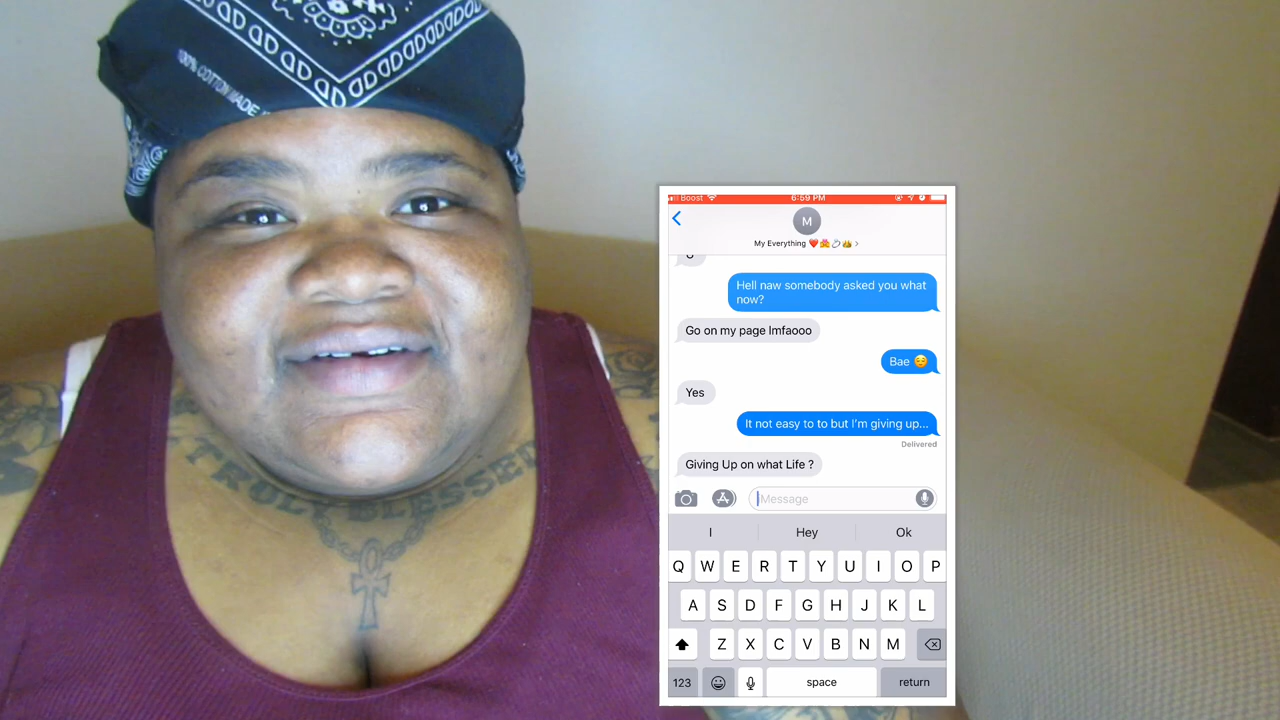 100% COTTON MADE
TRULY BLESSED
Boost
6:59 PM
M
My Everything ❤️💏💍👑 >
Hell naw somebody asked you what
now?
Go on my page lmfaooo
Bae 😌
Yes
It not easy to to but I'm giving up...
Delivered
Giving Up on what Life ?
Message
I Hey Ok
Q W E R T Y U I O P
A S D F G H J K L
Z X C V B N M
123 space return